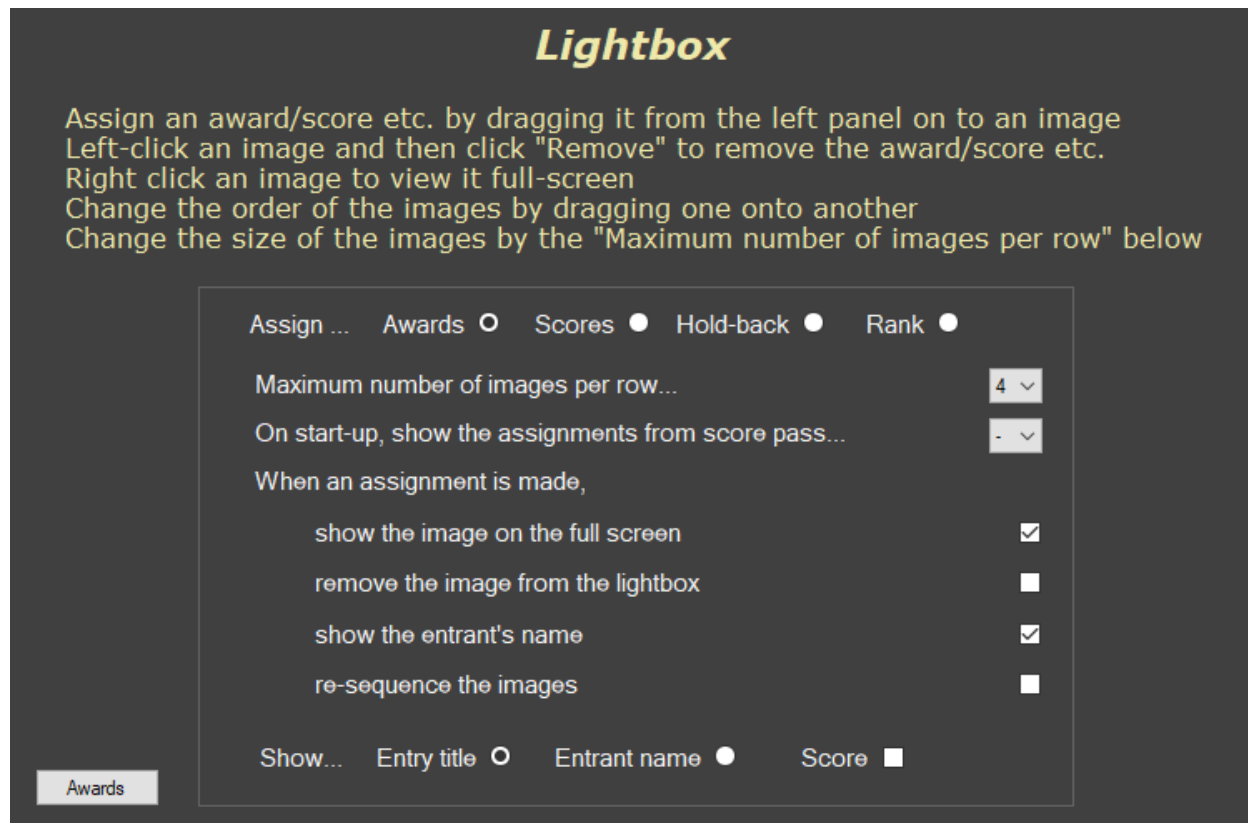 Lightbox
Assign an award/score etc. by dragging it from the left panel on to an image
Left-click an image and then click "Remove" to remove the award/score etc.
Right click an image to view it full-screen
Change the order of the images by dragging one onto another
Change the size of the images by the "Maximum number of images per row" below
Assign ... Awards Scores Hold-back Rank
Maximum number of images per row... 4
On start-up, show the assignments from score pass... -
When an assignment is made,
show the image on the full screen
remove the image from the lightbox
show the entrant's name
re-sequence the images
Show... Entry title Entrant name Score
Awards